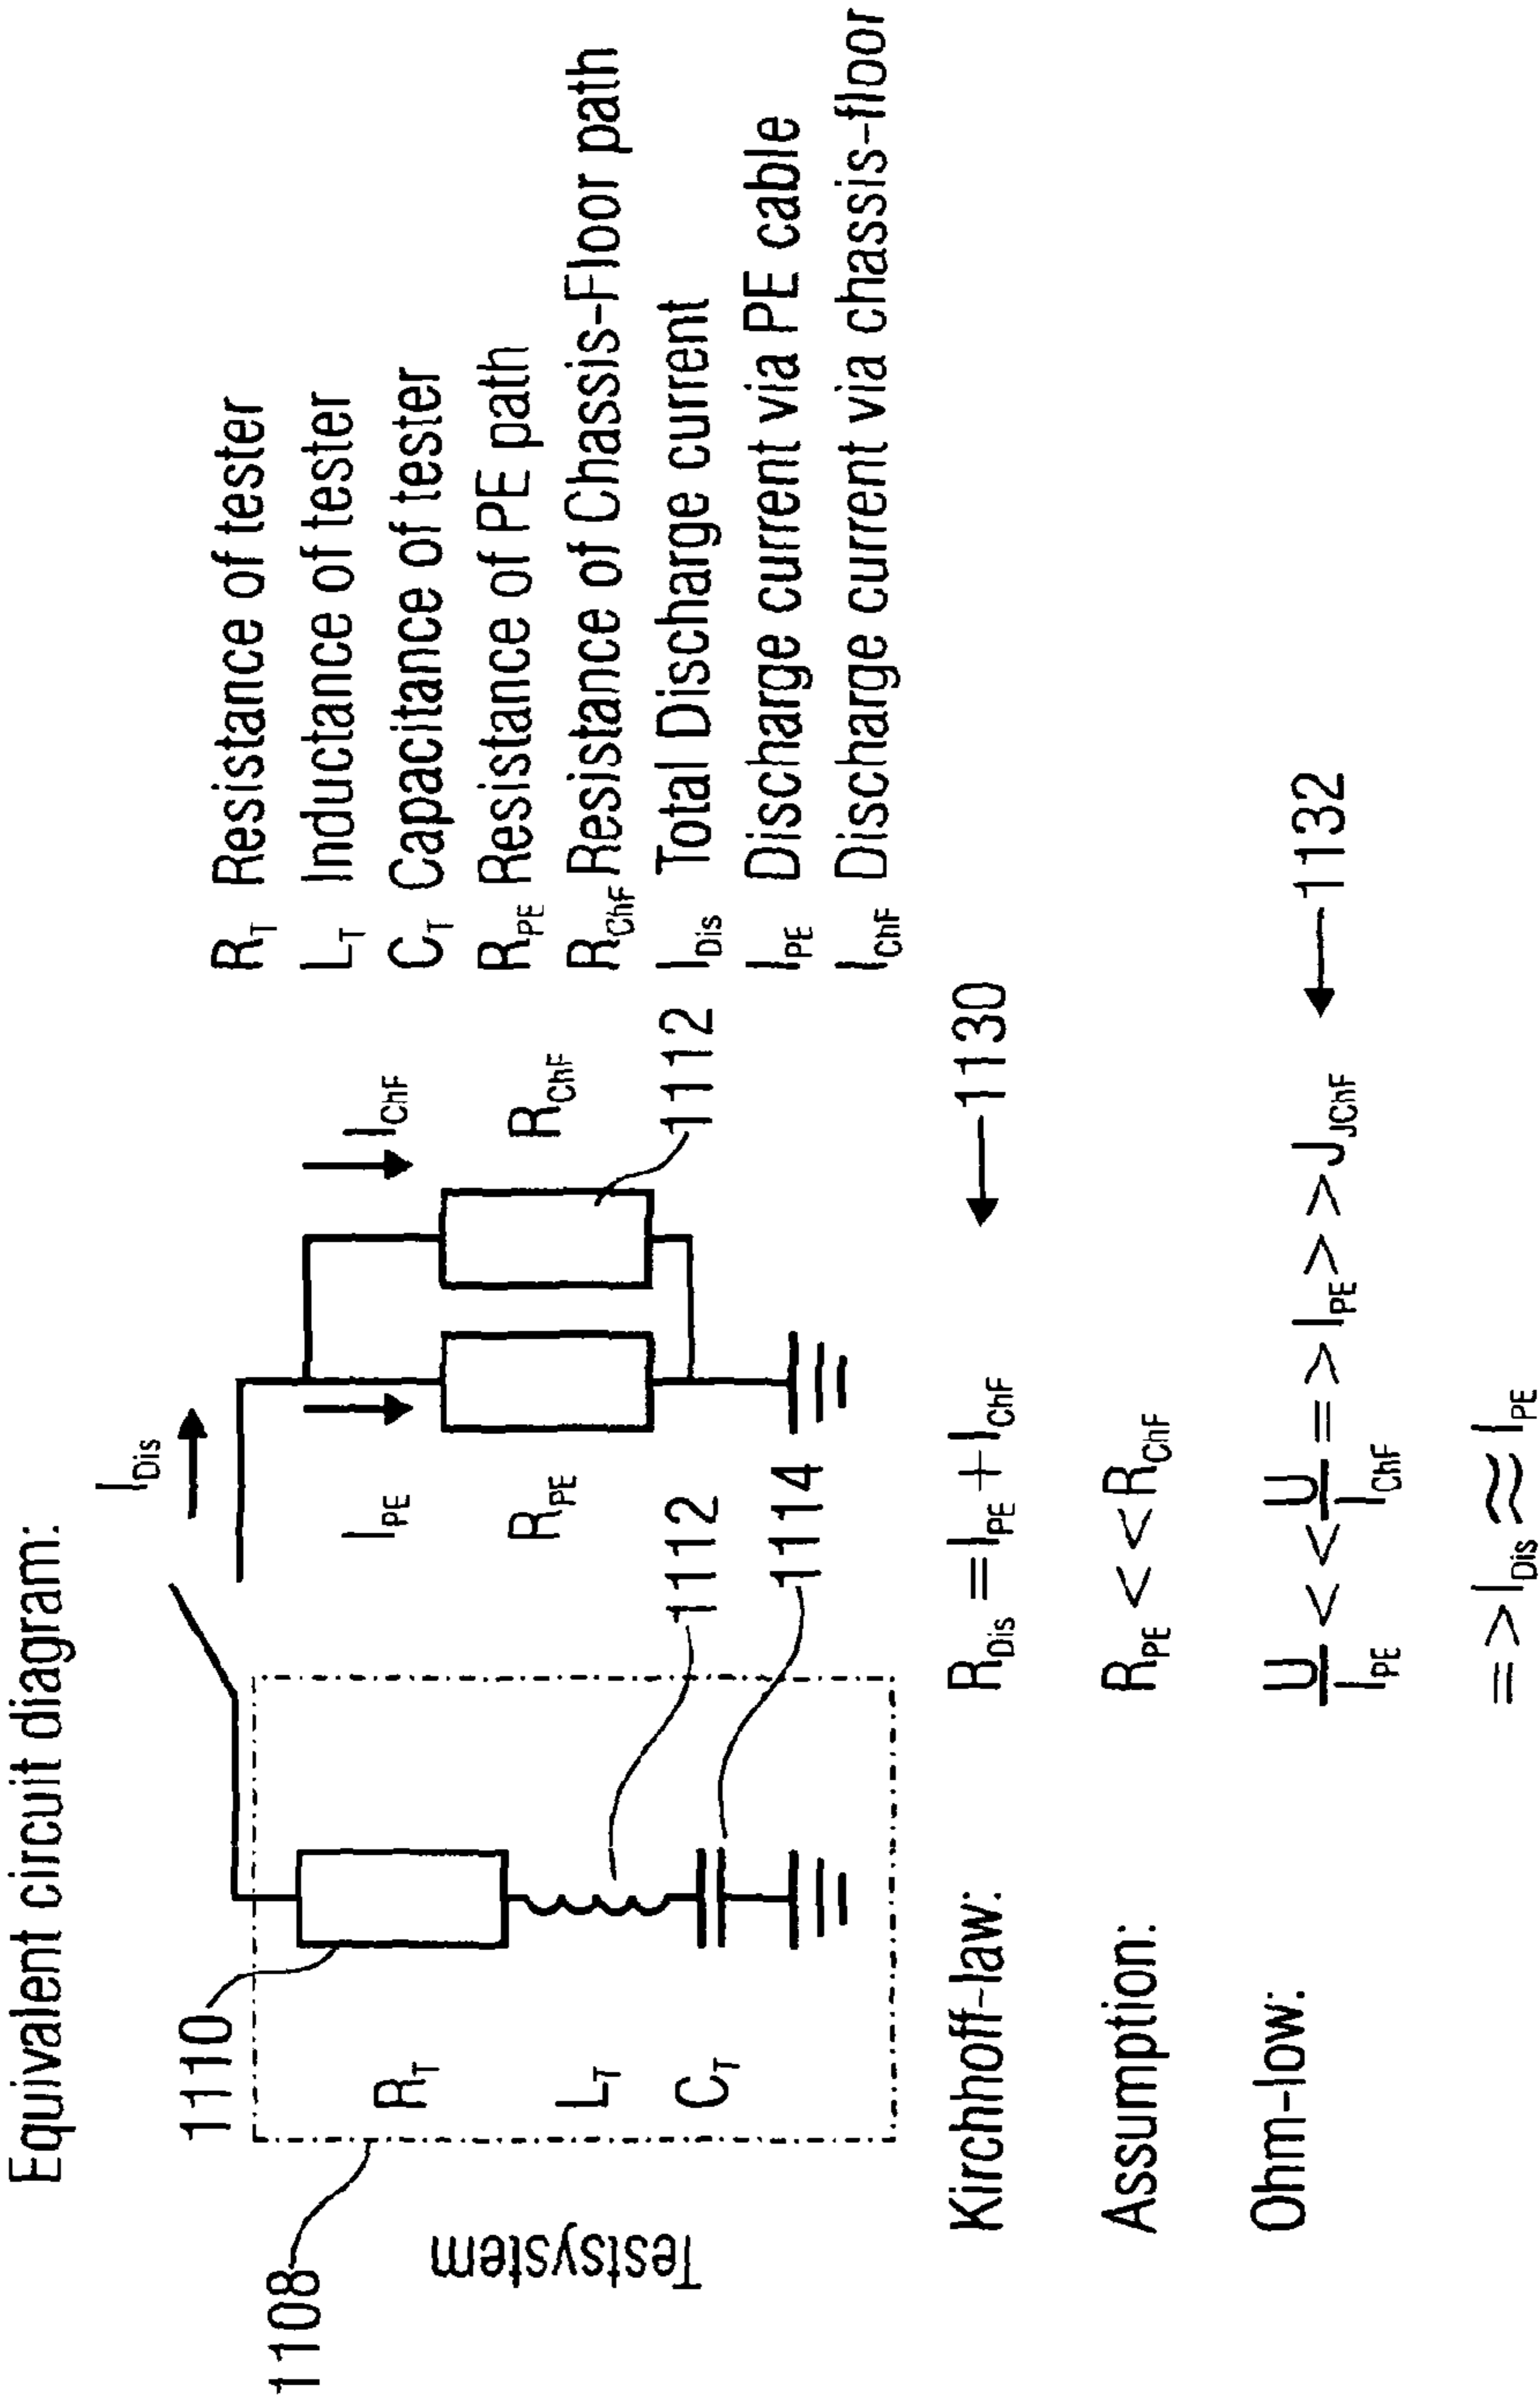 Equivalent circuit diagram:
1108
1110
Testsystem
R_T
L_T
C_T
1112
1114
I_Dis
I_PE
R_PE
I_ChF
R_ChF
1112
R_T Resistance of tester
L_T Inductance of tester
C_T Capacitance of tester
R_PE Resistance of PE path
R_ChF Resistance of Chassis-Floor path
I_Dis Total Discharge current
I_PE Discharge current via PE cable
I_ChF Discharge current via chassis-floor
Kirchhoff-law: R_Dis = I_PE + I_ChF 1130
Assumption: R_PE << R_ChF
Ohm-low: U/I_PE << U/I_ChF => I_PE >> J_JChF 1132
=> I_Dis ≈ I_PE